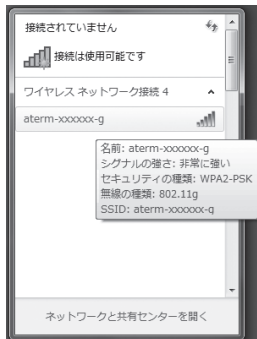 接続されていません
接続は使用可能です
ワイヤレス ネットワーク接続 4
aterm-xxxxxx-g
名前: aterm-xxxxxx-g
シグナルの強さ: 非常に強い
セキュリティの種類: WPA2-PSK
無線の種類: 802.11g
SSID: aterm-xxxxxx-g
ネットワークと共有センターを開く